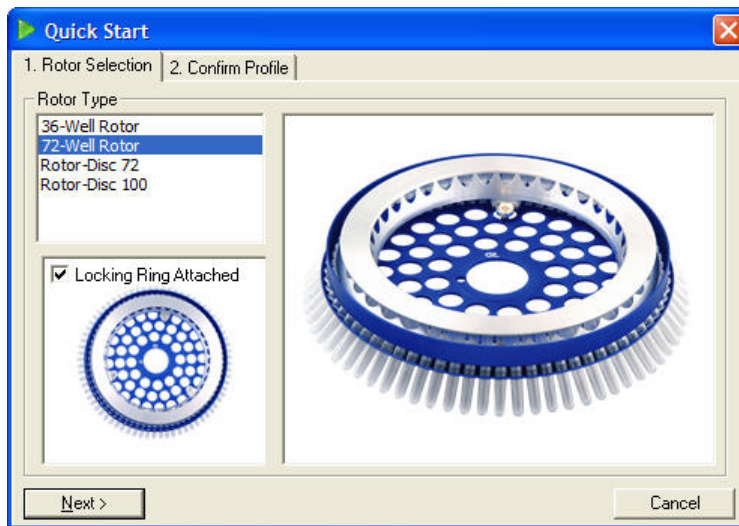 Quick Start
1. Rotor Selection
2. Confirm Profile
Rotor Type
36-Well Rotor
72-Well Rotor
Rotor-Disc 72
Rotor-Disc 100
Locking Ring Attached
Next >
Cancel